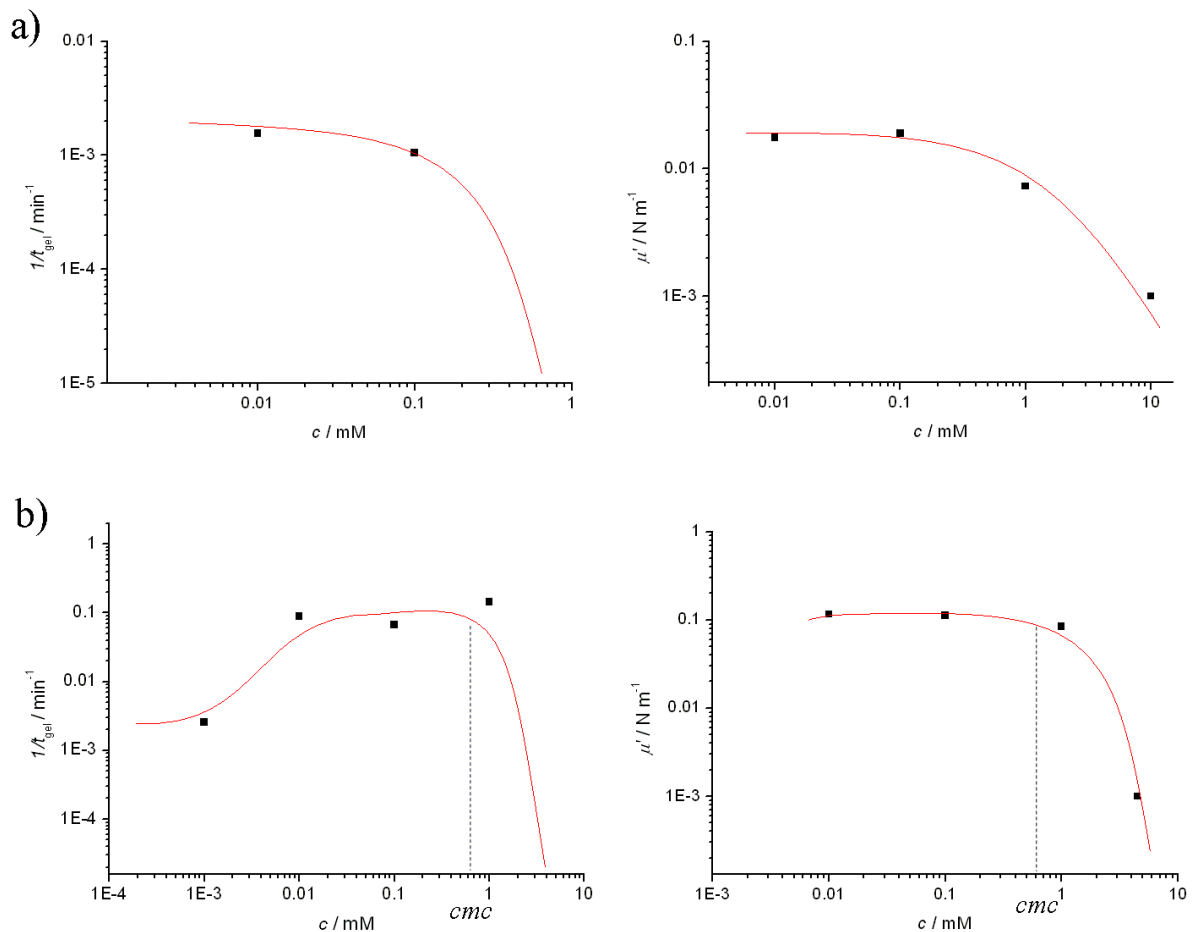 a)
0.01
1E-3
1E-4
1E-5
1/t_gel / min⁻¹
0.01 0.1 1
c / mM
0.1
0.01
1E-3
μ' / N m⁻¹
0.01 0.1 1 10
c / mM
b)
1
0.1
0.01
1E-3
1E-4
1/t_gel / min⁻¹
1E-4 1E-3 0.01 0.1 1 10
c / mM
cmc
1
0.1
0.01
1E-3
μ' / N m⁻¹
1E-3 0.01 0.1 1 10
c / mM
cmc